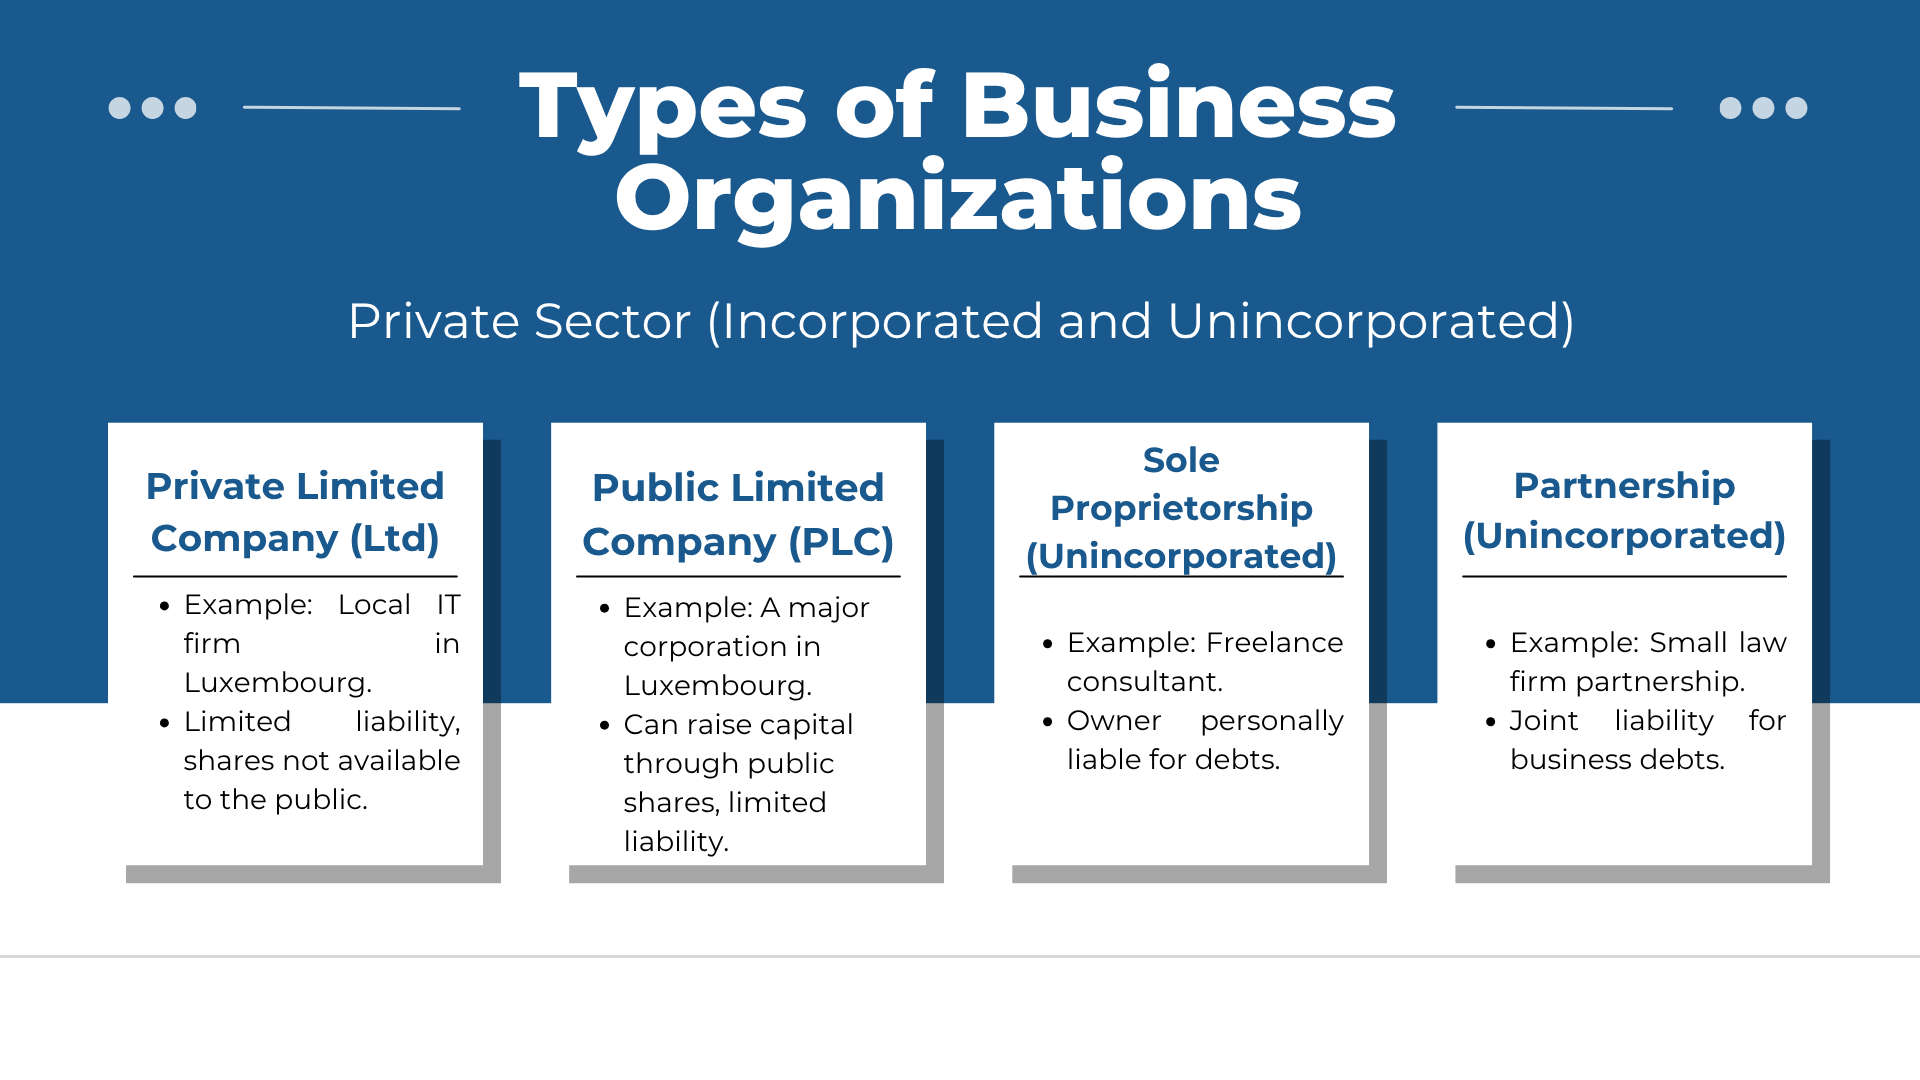 Types of Business
Organizations
Private Sector (Incorporated and Unincorporated)
Private Limited
Company (Ltd)
• Example: Local IT
firm in
Luxembourg.
• Limited liability,
shares not available
to the public.
Public Limited
Company (PLC)
• Example: A major
corporation in
Luxembourg.
• Can raise capital
through public
shares, limited
liability.
Sole
Proprietorship
(Unincorporated)
• Example: Freelance
consultant.
• Owner personally
liable for debts.
Partnership
(Unincorporated)
• Example: Small law
firm partnership.
• Joint liability for
business debts.